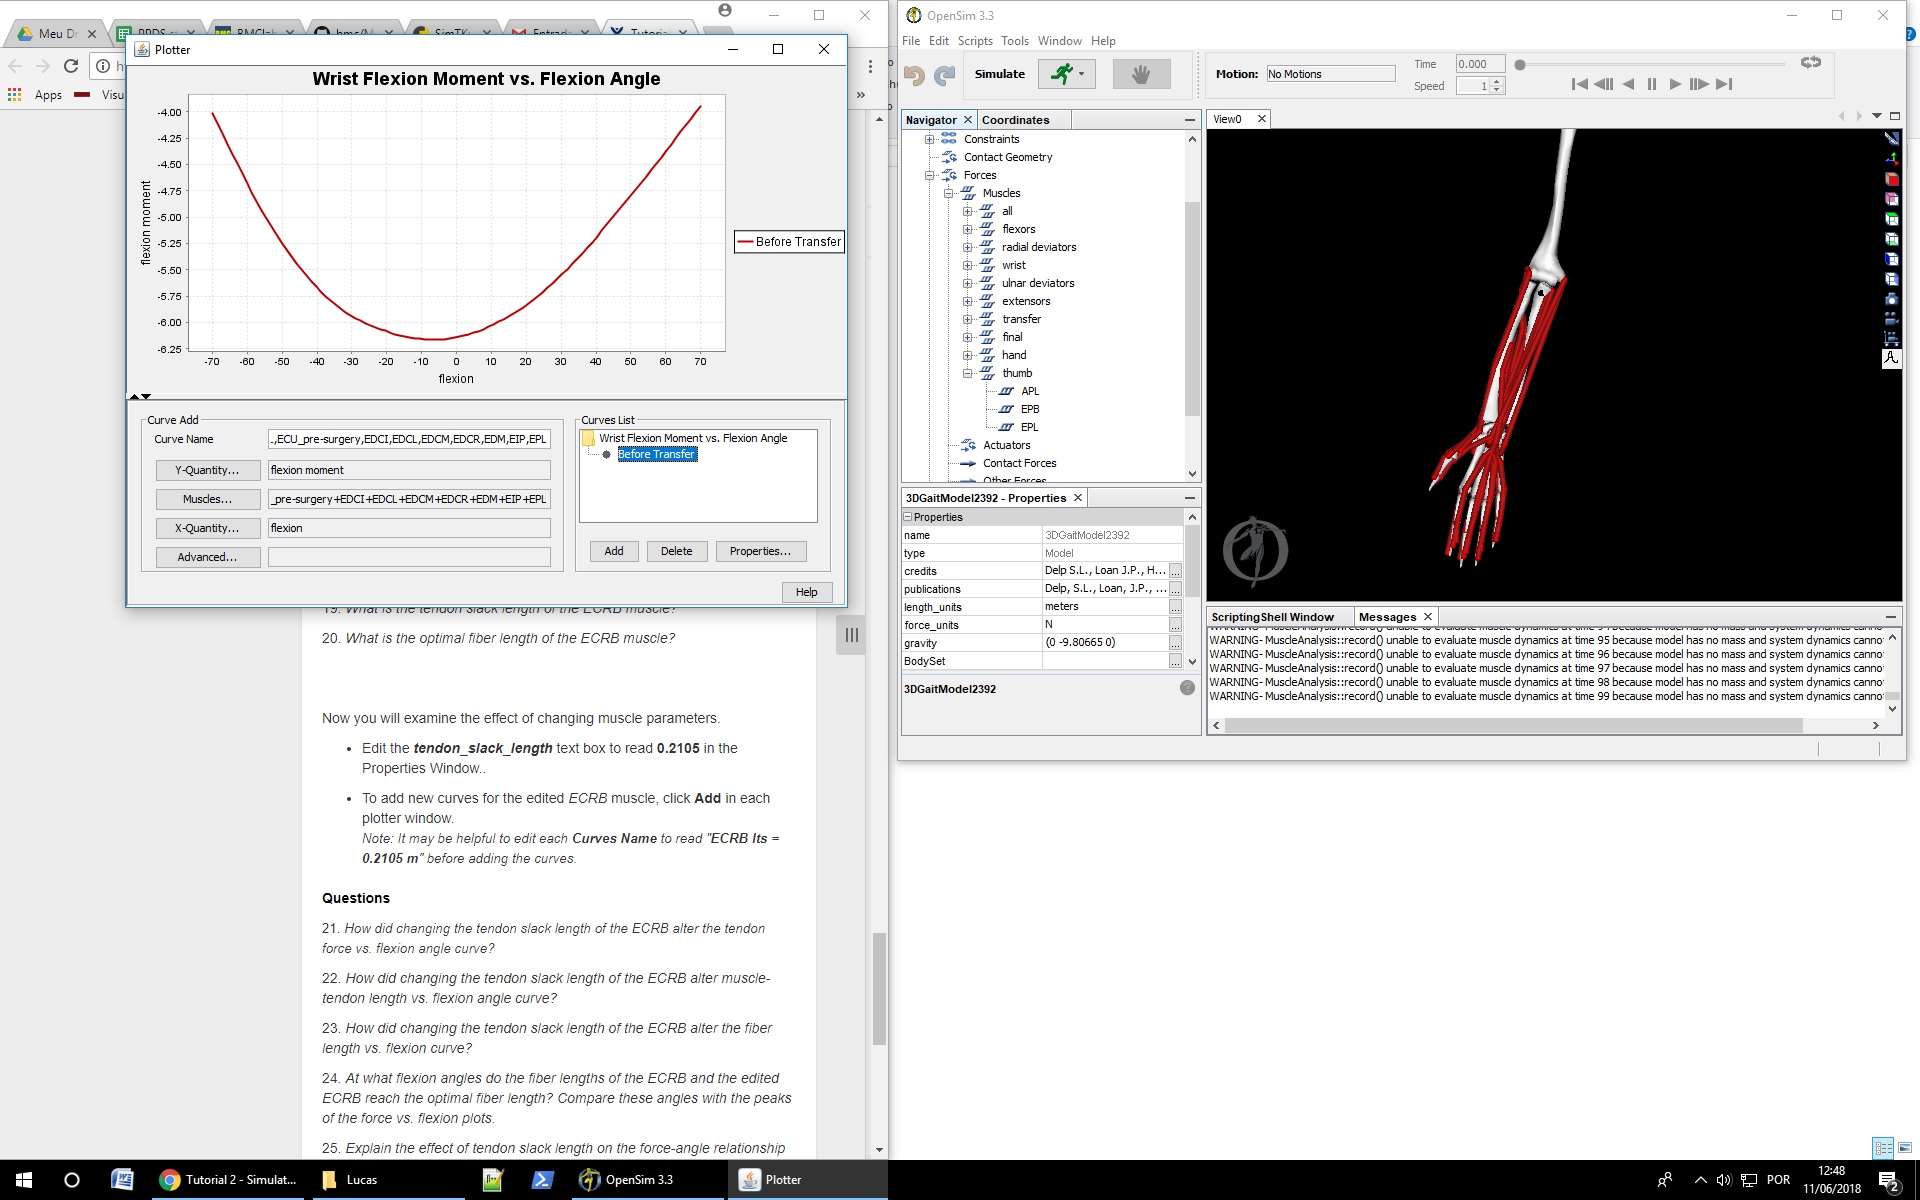 Meu Dr
Entrada
Tutoria
Apps
Visu
»
Plotter
Wrist Flexion Moment vs. Flexion Angle
-4.00
-4.25
-4.50
-4.75
-5.00
-5.25
-5.50
-5.75
-6.00
-6.25
flexion moment
-70 -60 -50 -40 -30 -20 -10 0 10 20 30 40 50 60 70
flexion
Before Transfer
Curve Add
Curve Name
.,ECU_pre-surgery,EDCI,EDCL,EDCM,EDCR,EDM,EIP,EPL
Y-Quantity...
flexion moment
Muscles...
_pre-surgery+EDCI+EDCL+EDCM+EDCR+EDM+EIP+EPL
X-Quantity...
flexion
Advanced...
Curves List
Wrist Flexion Moment vs. Flexion Angle
Before Transfer
Add
Delete
Properties...
Help
19. What is the tendon slack length of the ECRB muscle?
20. What is the optimal fiber length of the ECRB muscle?
Now you will examine the effect of changing muscle parameters.
• Edit the tendon_slack_length text box to read 0.2105 in the
Properties Window..
• To add new curves for the edited ECRB muscle, click Add in each
plotter window.
Note: It may be helpful to edit each Curves Name to read "ECRB lts =
0.2105 m" before adding the curves.
Questions
21. How did changing the tendon slack length of the ECRB alter the tendon
force vs. flexion angle curve?
22. How did changing the tendon slack length of the ECRB alter muscle-
tendon length vs. flexion angle curve?
23. How did changing the tendon slack length of the ECRB alter the fiber
length vs. flexion curve?
24. At what flexion angles do the fiber lengths of the ECRB and the edited
ECRB reach the optimal fiber length? Compare these angles with the peaks
of the force vs. flexion plots.
25. Explain the effect of tendon slack length on the force-angle relationship
OpenSim 3.3
File Edit Scripts Tools Window Help
Simulate
Motion: No Motions
Time 0.000
Speed 1
Navigator
Coordinates
Constraints
Contact Geometry
Forces
Muscles
all
flexors
radial deviators
wrist
ulnar deviators
extensors
transfer
final
hand
thumb
APL
EPB
EPL
Actuators
Contact Forces
Other Forces
3DGaitModel2392 - Properties
Properties
name 3DGaitModel2392
type Model
credits Delp S.L., Loan J.P., H... ...
publications Delp, S.L., Loan, J.P., ... ...
length_units meters ...
force_units N ...
gravity (0 -9.80665 0) ...
BodySet ...
3DGaitModel2392
View0
ScriptingShell Window
Messages
WARNING- MuscleAnalysis::record() unable to evaluate muscle dynamics at time 94 because model has no mass and system dynamics canno
WARNING- MuscleAnalysis::record() unable to evaluate muscle dynamics at time 95 because model has no mass and system dynamics canno
WARNING- MuscleAnalysis::record() unable to evaluate muscle dynamics at time 96 because model has no mass and system dynamics canno
WARNING- MuscleAnalysis::record() unable to evaluate muscle dynamics at time 97 because model has no mass and system dynamics canno
WARNING- MuscleAnalysis::record() unable to evaluate muscle dynamics at time 98 because model has no mass and system dynamics canno
WARNING- MuscleAnalysis::record() unable to evaluate muscle dynamics at time 99 because model has no mass and system dynamics canno
Tutorial 2 - Simulat...
Lucas
OpenSim 3.3
Plotter
POR
12:48
11/06/2018
2